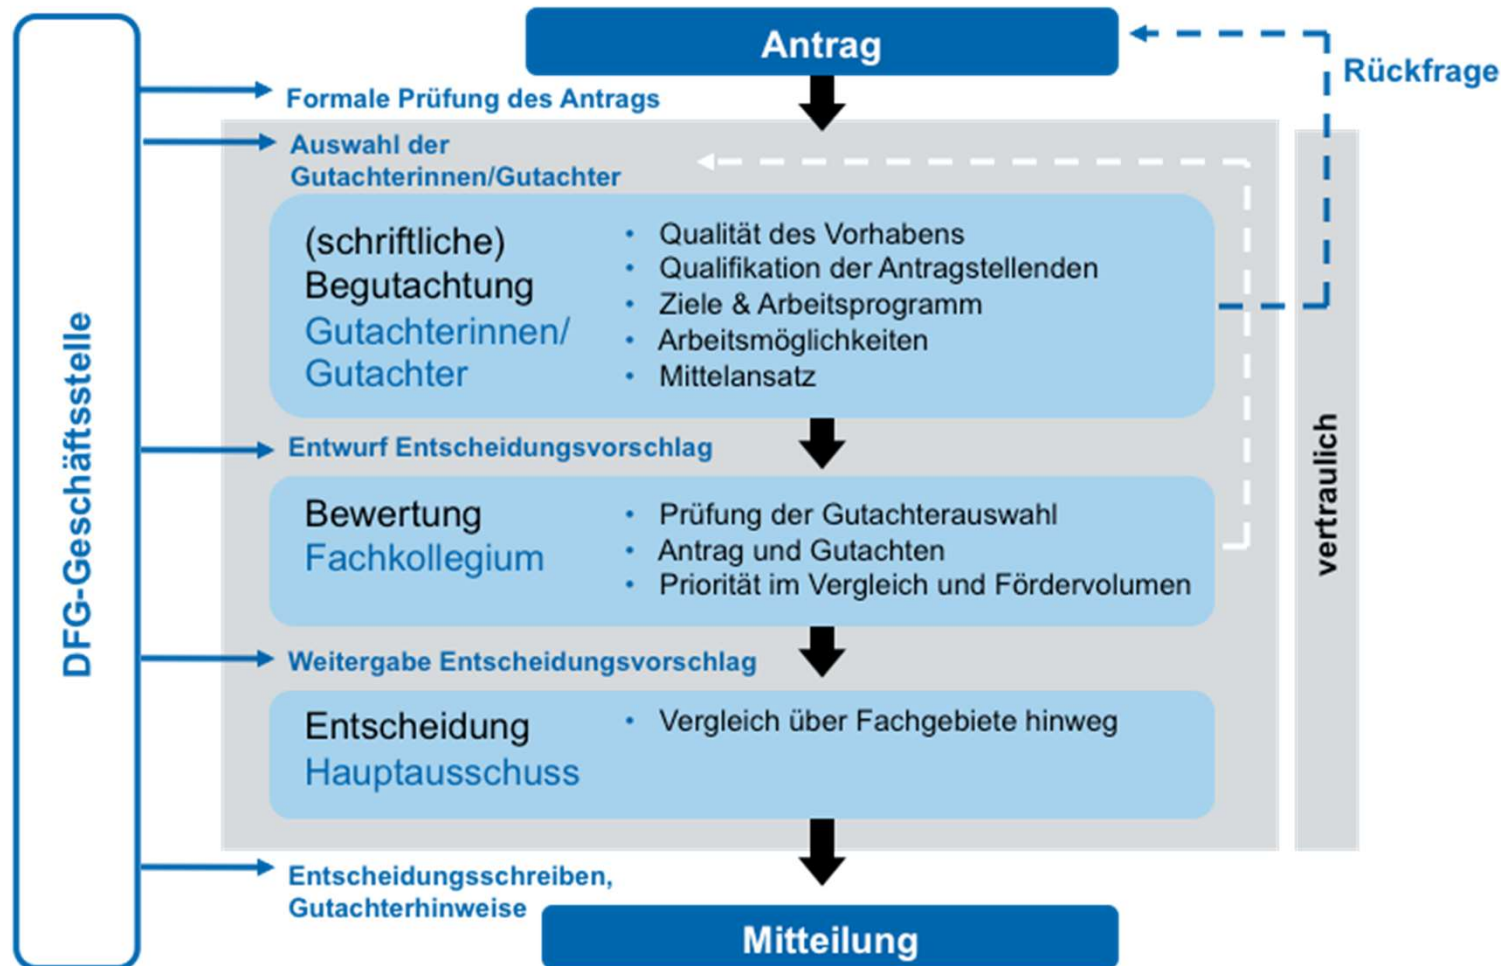 DFG-Geschäftsstelle
Antrag
Rückfrage
Formale Prüfung des Antrags
Auswahl der
Gutachterinnen/Gutachter
(schriftliche)
Begutachtung
Gutachterinnen/
Gutachter
• Qualität des Vorhabens
• Qualifikation der Antragstellenden
• Ziele & Arbeitsprogramm
• Arbeitsmöglichkeiten
• Mittelansatz
Entwurf Entscheidungsvorschlag
Bewertung
Fachkollegium
• Prüfung der Gutachterauswahl
• Antrag und Gutachten
• Priorität im Vergleich und Fördervolumen
vertraulich
Weitergabe Entscheidungsvorschlag
Entscheidung
Hauptausschuss
• Vergleich über Fachgebiete hinweg
Entscheidungsschreiben,
Gutachterhinweise
Mitteilung